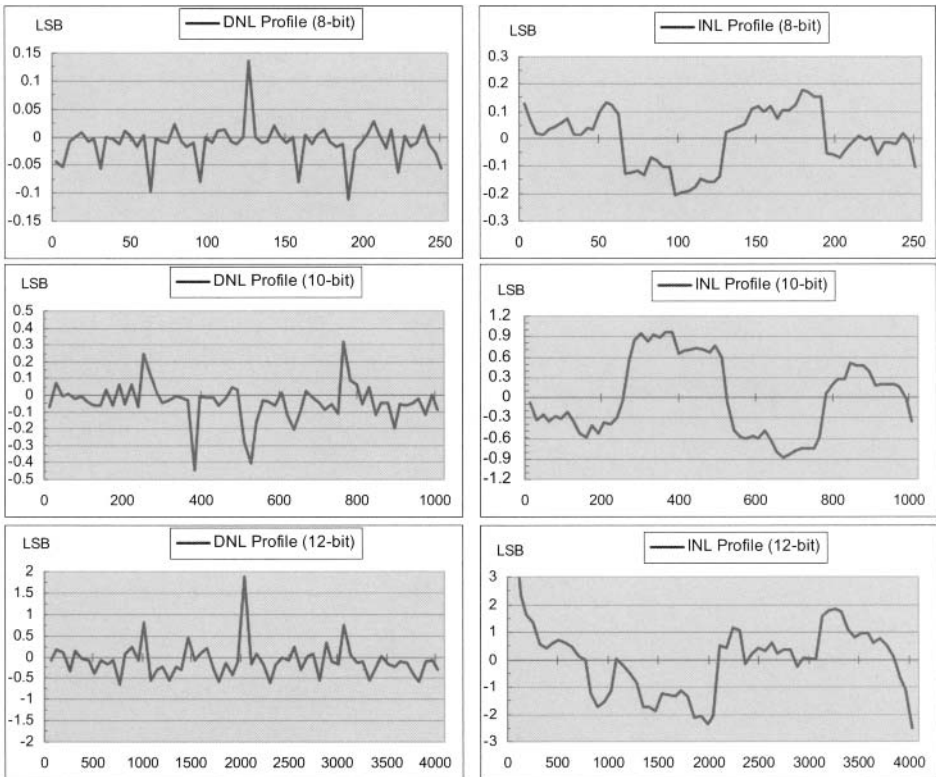 LSB
DNL Profile (8-bit)
0.15
0.1
0.05
0
-0.05
-0.1
-0.15
0 50 100 150 200 250
LSB
INL Profile (8-bit)
0.3
0.2
0.1
0
-0.1
-0.2
-0.3
0 50 100 150 200 250
LSB
DNL Profile (10-bit)
0.5
0.4
0.3
0.2
0.1
0
-0.1
-0.2
-0.3
-0.4
-0.5
0 200 400 600 800 1000
LSB
INL Profile (10-bit)
1.2
0.9
0.6
0.3
0
-0.3
-0.6
-0.9
-1.2
0 200 400 600 800 1000
LSB
DNL Profile (12-bit)
2
1.5
1
0.5
0
-0.5
-1
-1.5
-2
0 500 1000 1500 2000 2500 3000 3500 4000
LSB
INL Profile (12-bit)
3
2
1
0
-1
-2
-3
0 500 1000 1500 2000 2500 3000 3500 4000